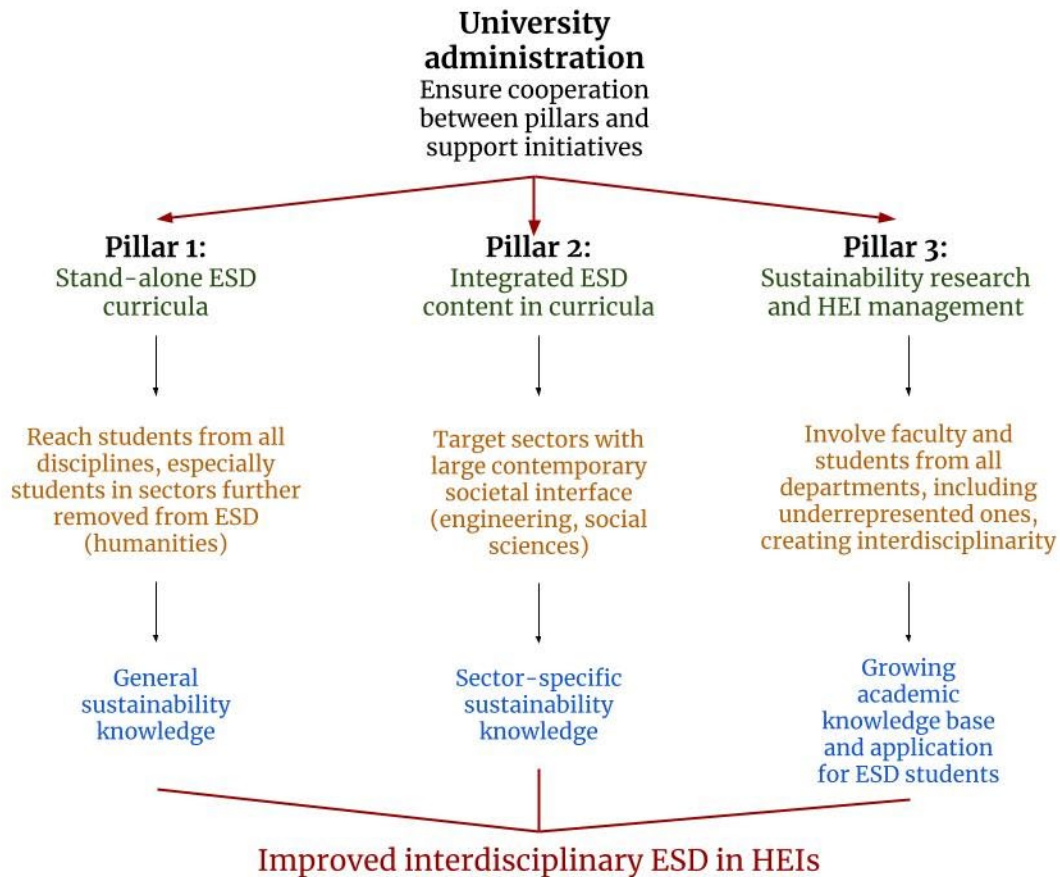 University
administration
Ensure cooperation
between pillars and
support initiatives
Pillar 1:
Stand-alone ESD
curricula
Pillar 2:
Integrated ESD
content in curricula
Pillar 3:
Sustainability research
and HEI management
Reach students from all
disciplines, especially
students in sectors further
removed from ESD
(humanities)
Target sectors with
large contemporary
societal interface
(engineering, social
sciences)
Involve faculty and
students from all
departments, including
underrepresented ones,
creating interdisciplinarity
General
sustainability
knowledge
Sector-specific
sustainability
knowledge
Growing
academic
knowledge base
and application
for ESD students
Improved interdisciplinary ESD in HEIs